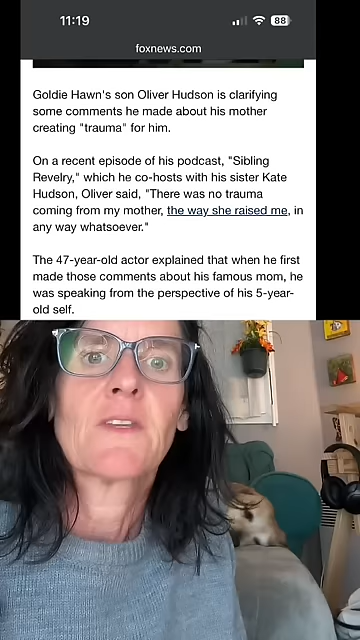 11:19
88
foxnews.com
Goldie Hawn's son Oliver Hudson is clarifying
some comments he made about his mother
creating "trauma" for him.
On a recent episode of his podcast, "Sibling
Revelry," which he co-hosts with his sister Kate
Hudson, Oliver said, "There was no trauma
coming from my mother, the way she raised me, in
any way whatsoever."
The 47-year-old actor explained that when he first
made those comments about his famous mom, he
was speaking from the perspective of his 5-year-
old self.